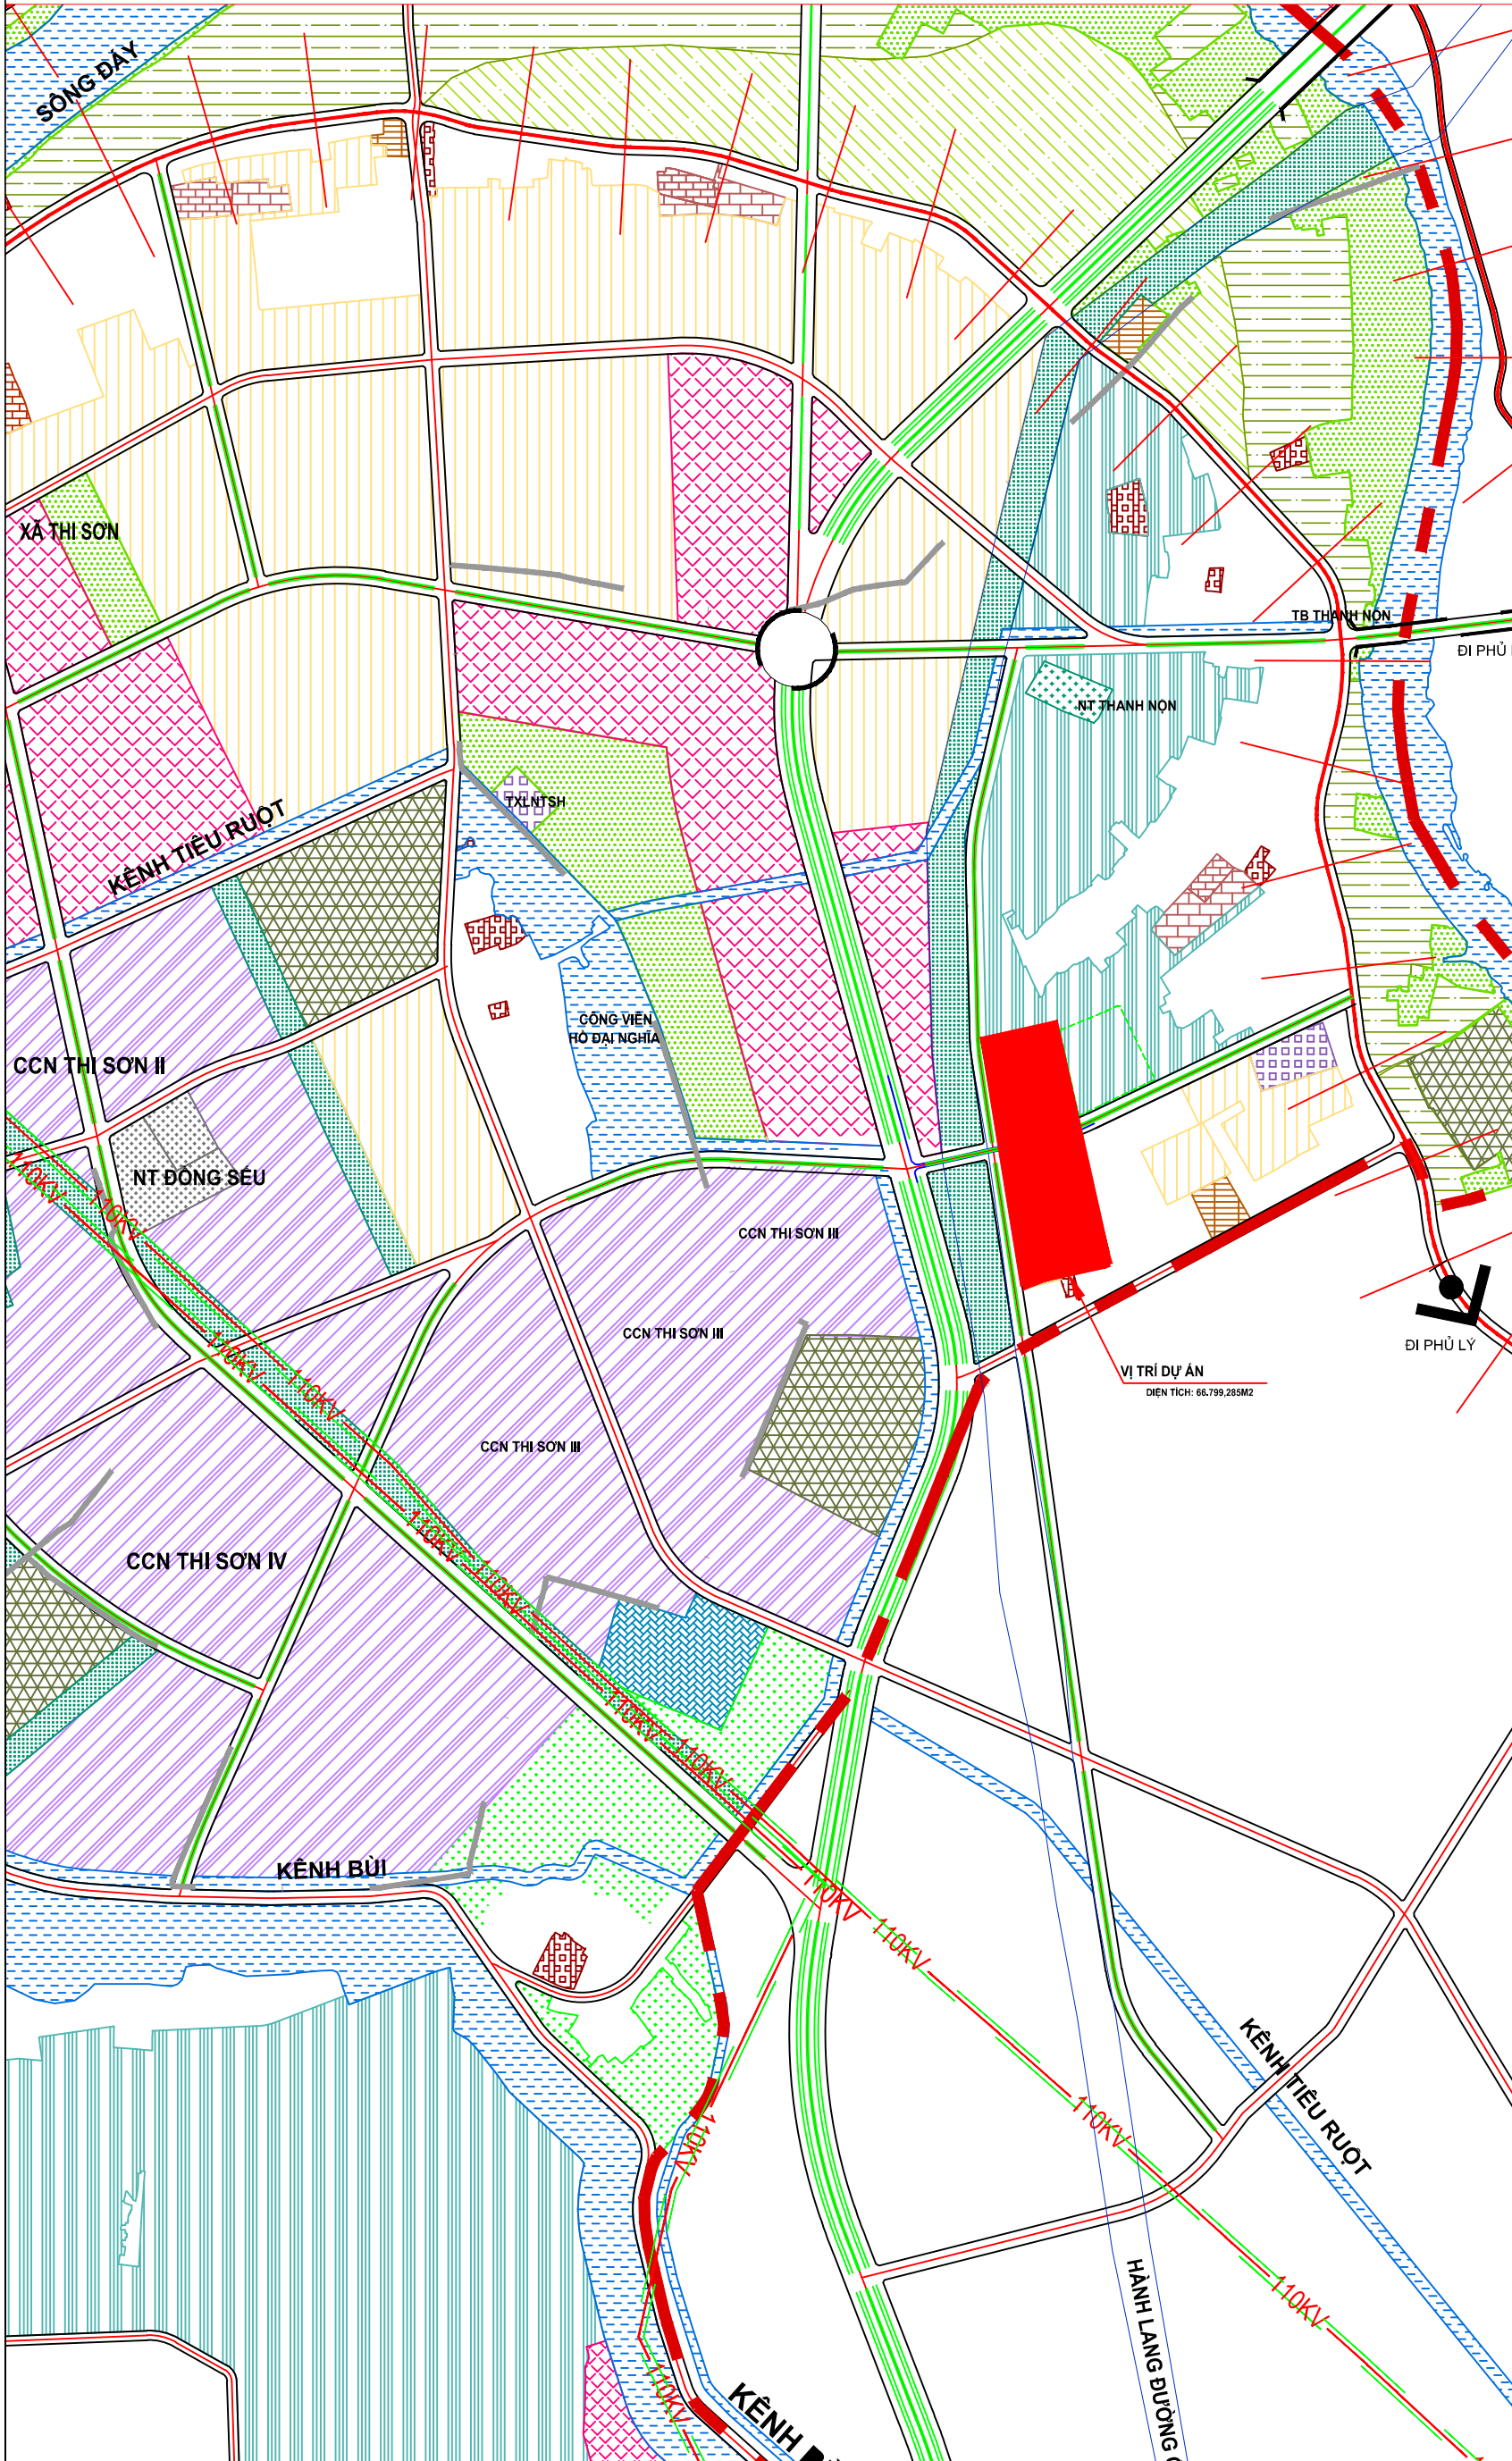 SÔNG ĐÁY
XÃ THI SƠN
TB THANH NỘN
ĐI PHỦ
NT THANH NỘN
TXLNTSH
KÊNH TIÊU RUỘT
CÔNG VIÊN
HỒ ĐẠI NGHĨA
CCN THI SƠN II
NT ĐỒNG SẾU
110KV
110KV
CCN THI SƠN III
CCN THI SƠN III
110KV
110KV
ĐI PHỦ LÝ
VỊ TRÍ DỰ ÁN
DIỆN TÍCH: 66.799,285M2
CCN THI SƠN III
110KV
110KV
CCN THI SƠN IV
110KV
110KV
KÊNH BÙI
110KV
110KV
KÊNH TIÊU RUỘT
110KV
110KV
110KV
HÀNH LANG ĐƯỜNG
110KV
KÊNH